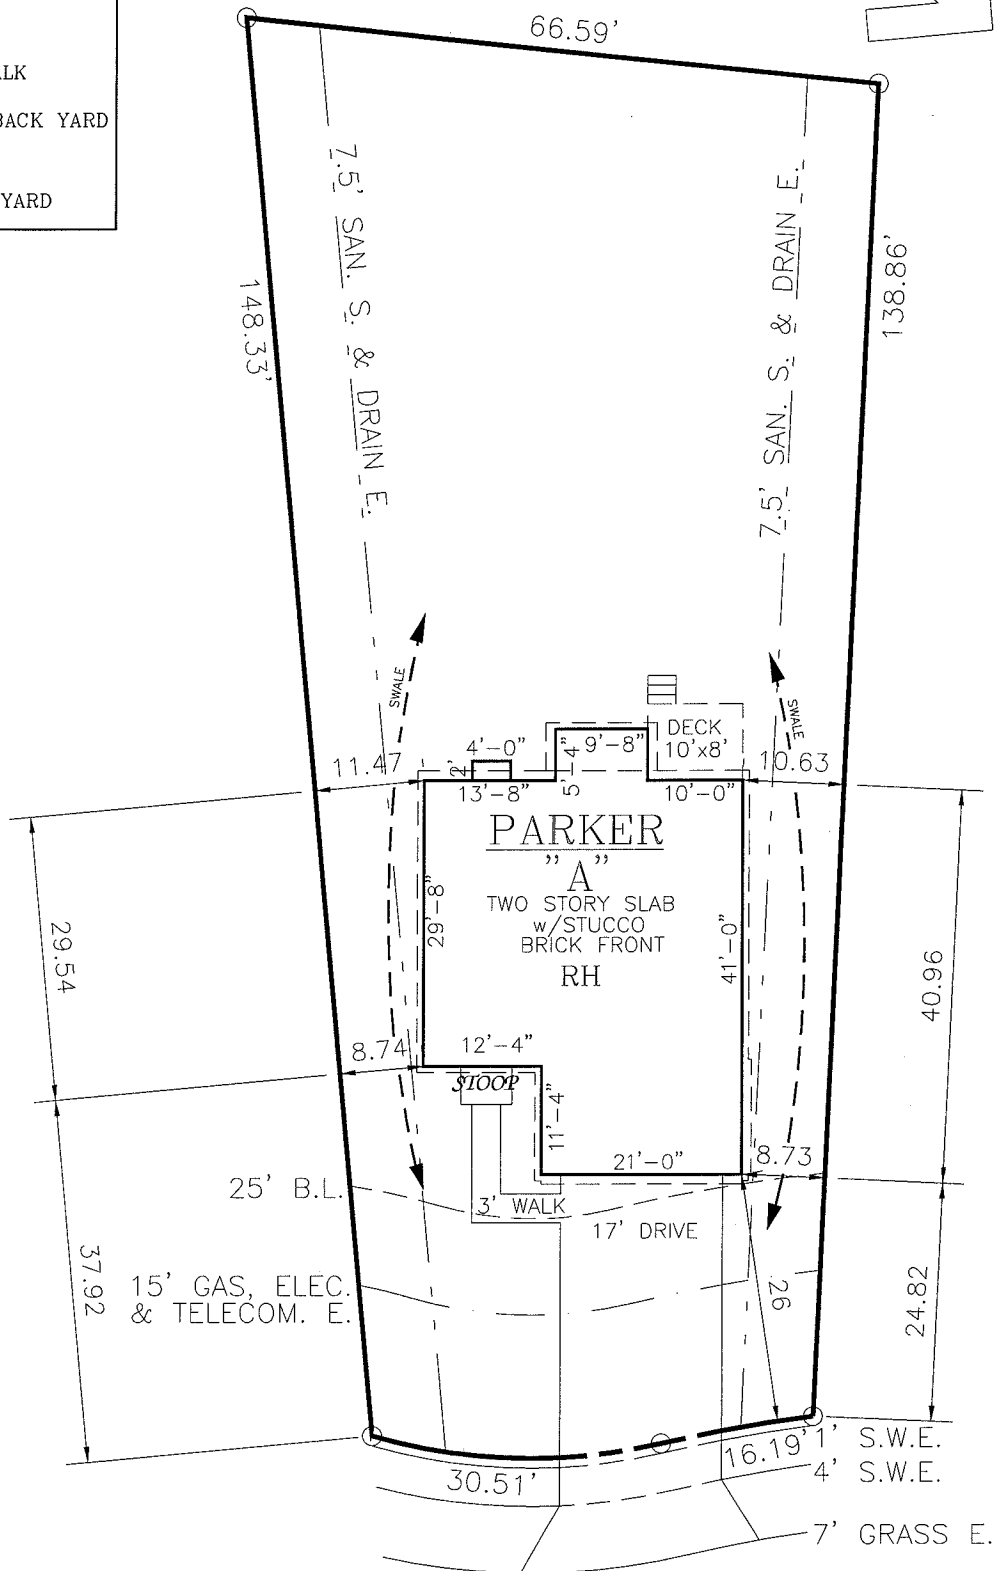 66.59'
ALK
BACK YARD
YARD
7.5' SAN. S. & DRAIN E.
7.5' SAN. S. & DRAIN E.
148.33'
138.86'
SWALE
SWALE
DECK
10'x8'
4'-0"
9'-8"
2'
5'-4"
11.47
10.63
13'-8"
10'-0"
PARKER
"A"
TWO STORY SLAB
w/STUCCO
BRICK FRONT
RH
29'-8"
41'-0"
29.54
40.96
12'-4"
8.74
STOOP
11'-4"
21'-0"
8.73
25' B.L.
3' WALK
17' DRIVE
15' GAS, ELEC.
& TELECOM. E.
26
37.92
24.82
30.51'
16.19'
1' S.W.E.
4' S.W.E.
7' GRASS E.